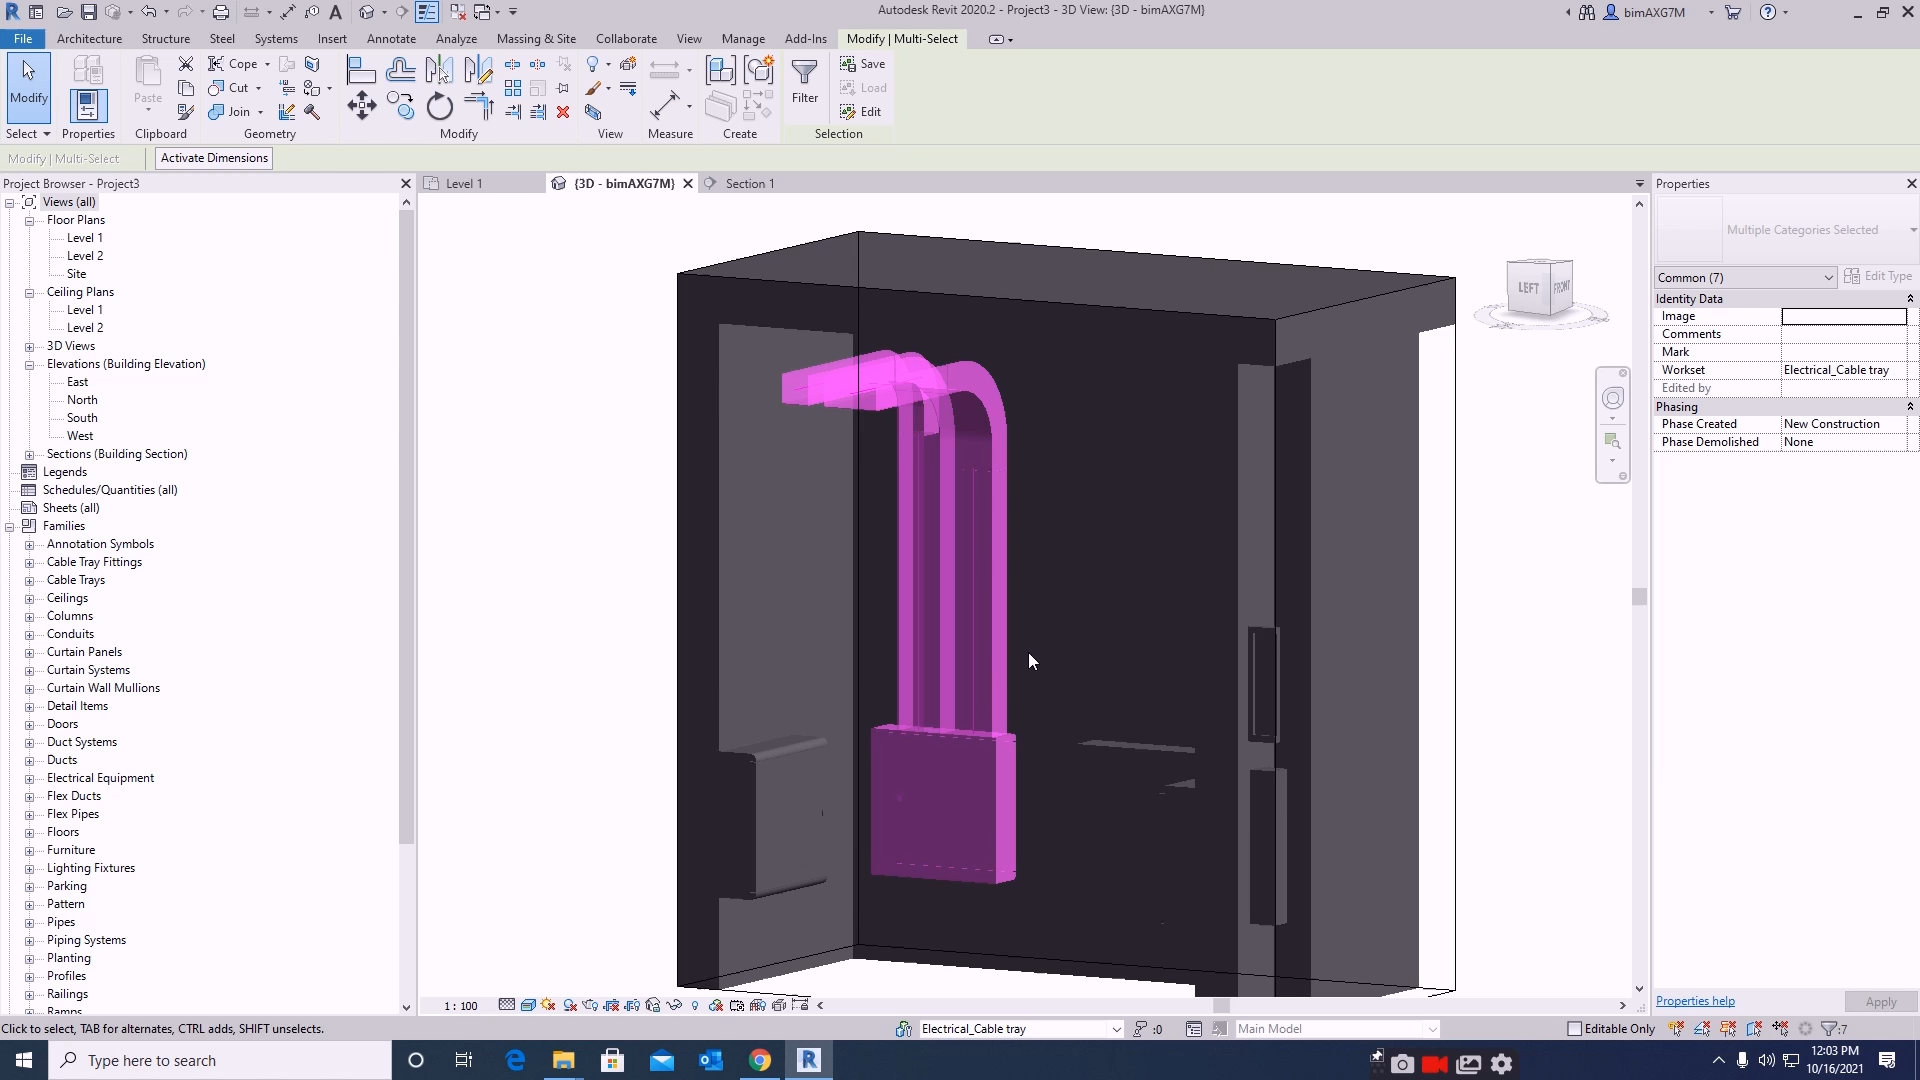 Autodesk Revit 2020.2 - Project3 - 3D View: {3D - bimAXG7M}
bimAXG7M
File Architecture Structure Steel Systems Insert Annotate Analyze Massing & Site Collaborate View Manage Add-Ins Modify | Multi-Select
Modify
Paste
Cope
Cut
Join
Filter
Save
Load
Edit
Select Properties Clipboard Geometry Modify View Measure Create Selection
Modify | Multi-Select Activate Dimensions
Project Browser - Project3
Level 1 {3D - bimAXG7M} Section 1
Views (all)
Floor Plans
Level 1
Level 2
Site
Ceiling Plans
Level 1
Level 2
3D Views
Elevations (Building Elevation)
East
North
South
West
Sections (Building Section)
Legends
Schedules/Quantities (all)
Sheets (all)
Families
Annotation Symbols
Cable Tray Fittings
Cable Trays
Ceilings
Columns
Conduits
Curtain Panels
Curtain Systems
Curtain Wall Mullions
Detail Items
Doors
Duct Systems
Ducts
Electrical Equipment
Flex Ducts
Flex Pipes
Floors
Furniture
Lighting Fixtures
Parking
Pattern
Pipes
Piping Systems
Planting
Profiles
Railings
Ramps
LEFT FRONT
Properties
Multiple Categories Selected
Common (7) Edit Type
Identity Data
Image
Comments
Mark
Workset Electrical_Cable tray
Edited by
Phasing
Phase Created New Construction
Phase Demolished None
Properties help Apply
1 : 100
Click to select, TAB for alternates, CTRL adds, SHIFT unselects. Electrical_Cable tray :0 Main Model Editable Only :7
Type here to search
12:03 PM
10/16/2021